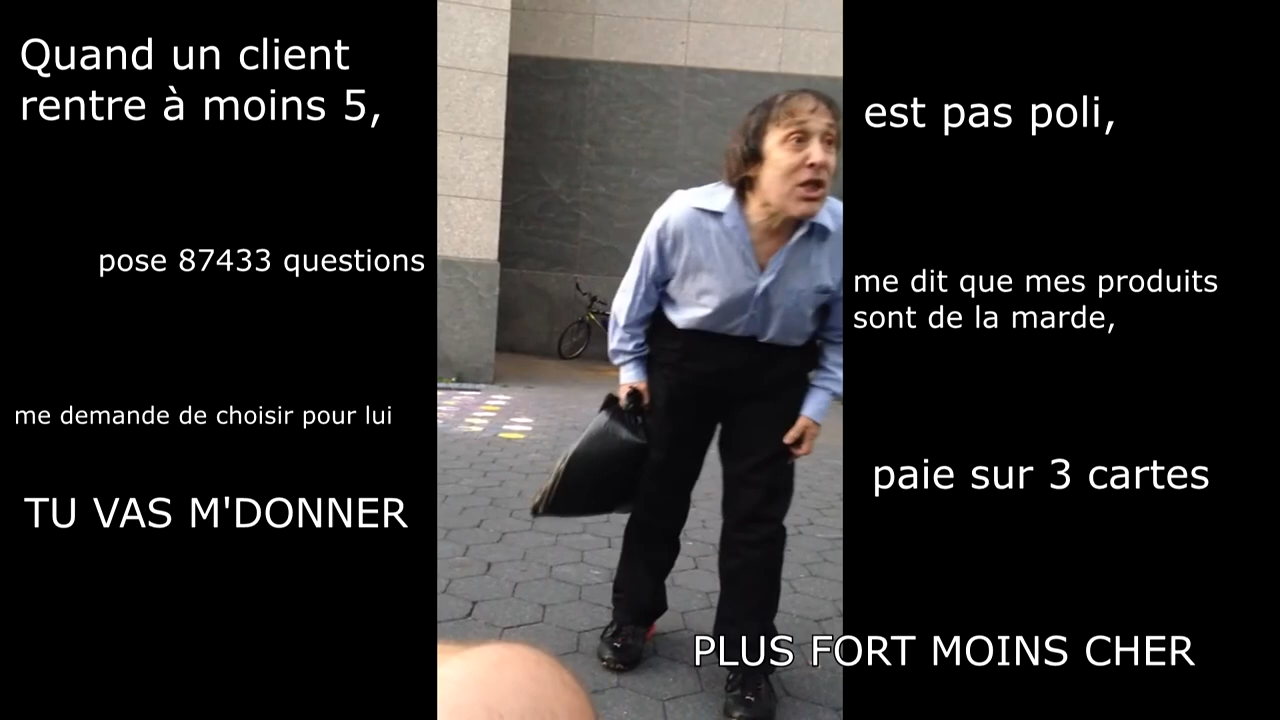 Quand un client
rentre à moins 5,
est pas poli,
pose 87433 questions
me dit que mes produits
sont de la marde,
me demande de choisir pour lui
paie sur 3 cartes
TU VAS M'DONNER
PLUS FORT MOINS CHER